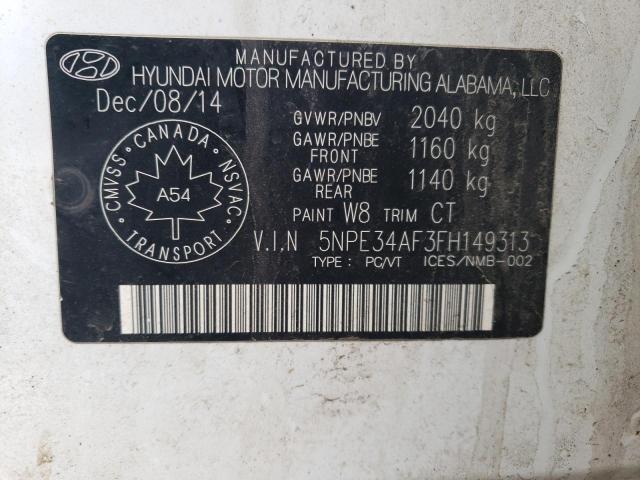 MANUFACTURED BY
HYUNDAI MOTOR MANUFACTURING ALABAMA, LLC
Dec/08/14
GVWR/PNBV 2040 kg
GAWR/PNBE FRONT 1160 kg
GAWR/PNBE REAR 1140 kg
PAINT W8 TRIM CT
CANADA
CMVSS NSVAC
A54
TRANSPORT
V.I.N 5NPE34AF3FH149313
TYPE: PC/VT ICES/NMB-002